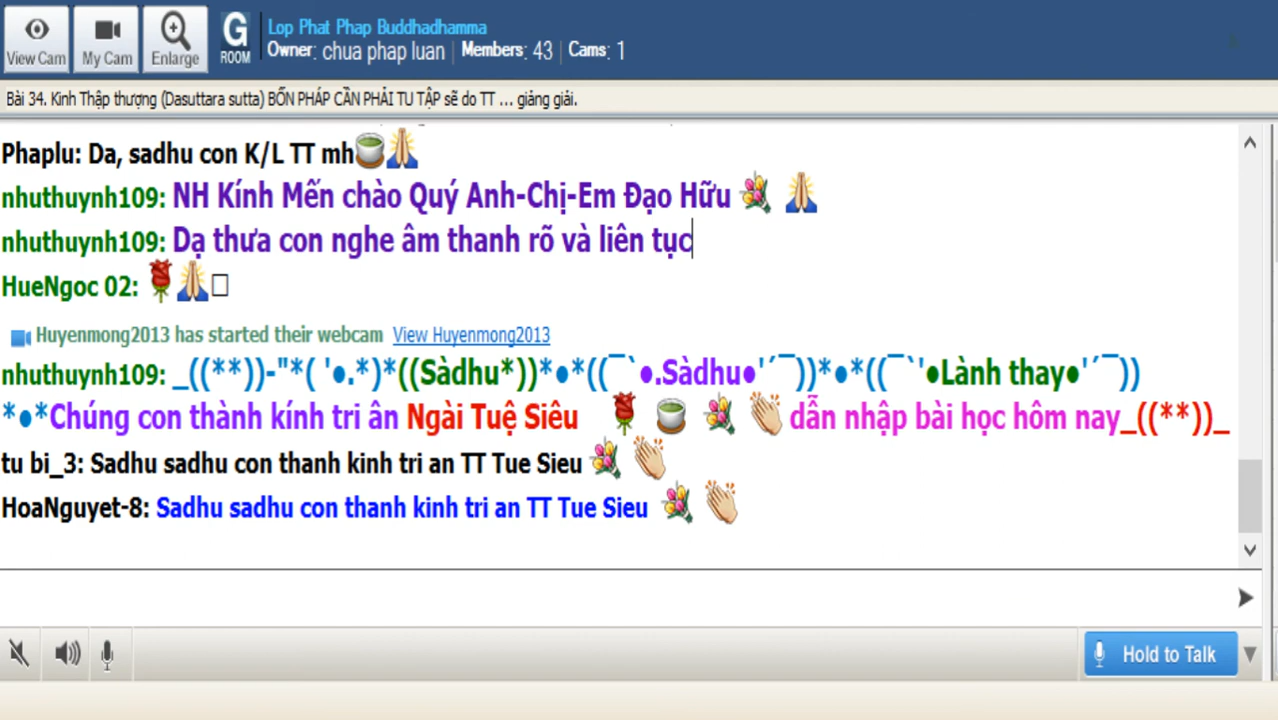 Lop Phat Phap Buddhadhamma
View Cam
My Cam
Enlarge
G ROOM
Owner: chua phap luan | Members: 43 | Cams: 1
Bài 34. Kinh Thập thượng (Dasuttara sutta) BỐN PHÁP CẦN PHẢI TU TẬP sẽ do TT ... giảng giải.
Phaplu: Da, sadhu con K/L TT mh🍵🙏
nhuthuynh109: NH Kính Mến chào Quý Anh-Chị-Em Đạo Hữu 💐 🙏
nhuthuynh109: Dạ thưa con nghe âm thanh rõ và liên tục
HueNgoc 02: 🌹🙏□
Huyenmong2013 has started their webcam View Huyenmong2013
nhuthuynh109: _((**))-"*( '●.*)*((Sàdhu*))*●*((¯`●.Sàdhu●'´¯))*●*((¯`'●Lành thay●'´¯))
*●*Chúng con thành kính tri ân Ngài Tuệ Siêu 🌹 🍵 💐 👏 dẫn nhập bài học hôm nay_((**))_
tu bi_3: Sadhu sadhu con thanh kinh tri an TT Tue Sieu 💐 👏
HoaNguyet-8: Sadhu sadhu con thanh kinh tri an TT Tue Sieu 💐 👏
Hold to Talk